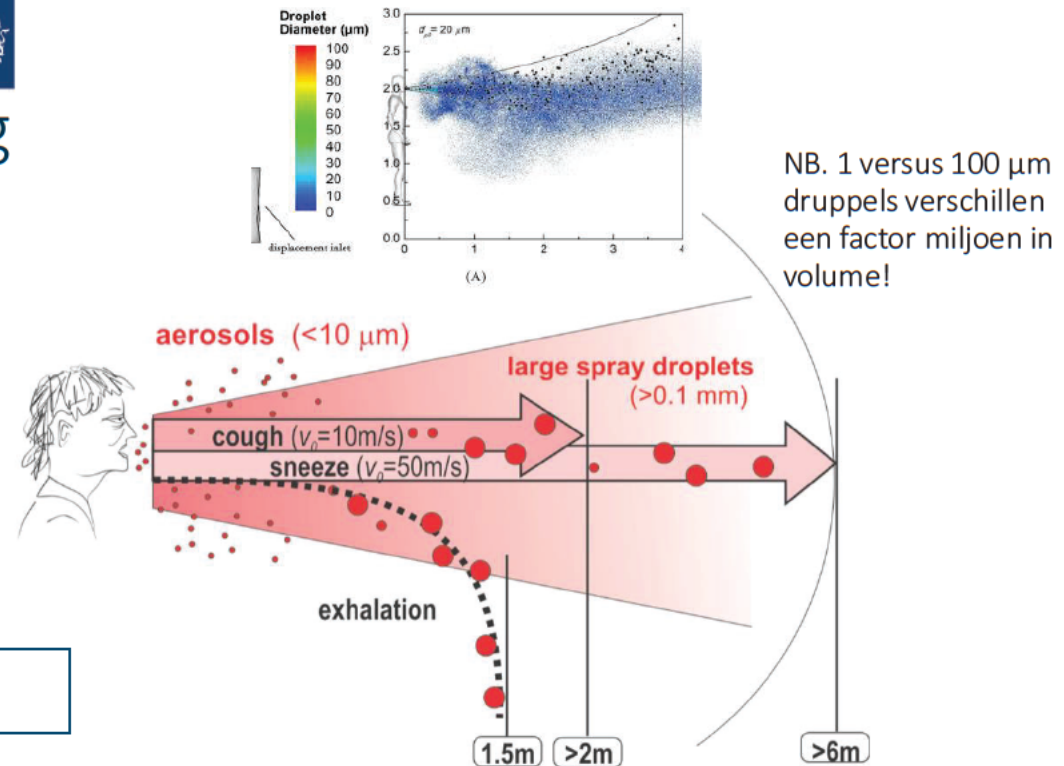 g
Droplet
Diameter (μm)
100
90
80
70
60
50
40
30
20
10
0
displacement inlet
3.0
2.5
2.0
1.5
1.0
0.5
0.0
= 20 μm
0 1 2 3 4
(A)
NB. 1 versus 100 μm
druppels verschillen
een factor miljoen in
volume!
aerosols (<10 μm)
large spray droplets
(>0.1 mm)
cough (v₀=10m/s)
sneeze (v₀=50m/s)
exhalation
1.5m >2m >6m